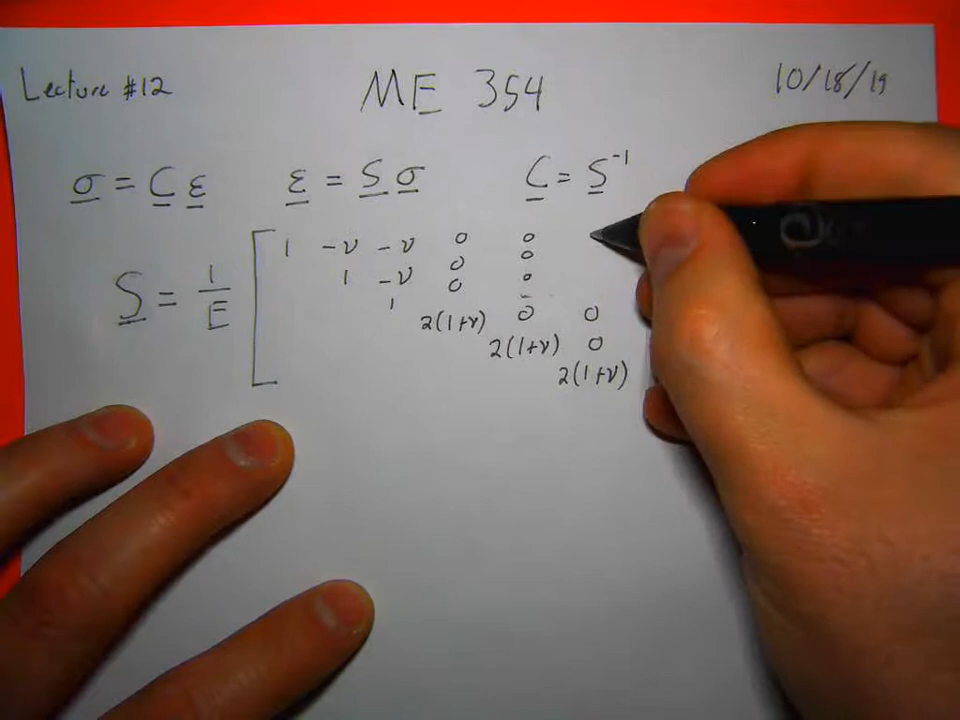 Lecture #12 ME 354 10/18/19
σ = C ε ε = S σ C = S⁻¹
S = 1/E [
1 -ν -ν 0 0
1 -ν 0 0
1 0 0
2(1+ν) 0 0
2(1+ν) 0
2(1+ν)